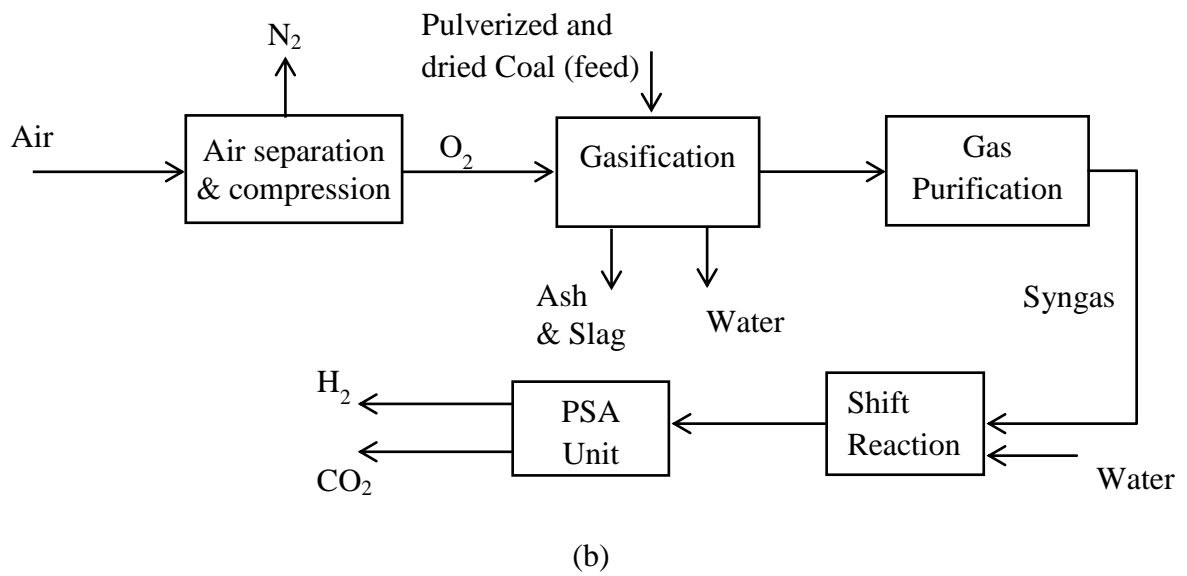 N₂
Pulverized and
dried Coal (feed)
Air
Air separation
& compression
O₂
Gasification
Gas
Purification
Ash
& Slag
Water
Syngas
H₂
CO₂
PSA
Unit
Shift
Reaction
Water
(b)